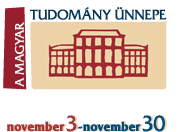 A MAGYAR
TUDOMÁNY ÜNNEPE
november 3-november 30